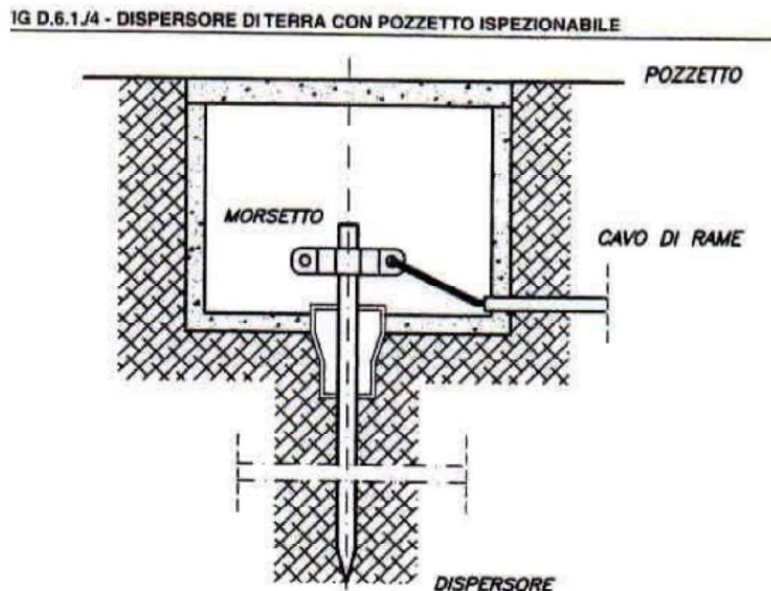 IG D.6.1./4 - DISPERSORE DI TERRA CON POZZETTO ISPEZIONABILE
POZZETTO
MORSETTO
CAVO DI RAME
DISPERSORE